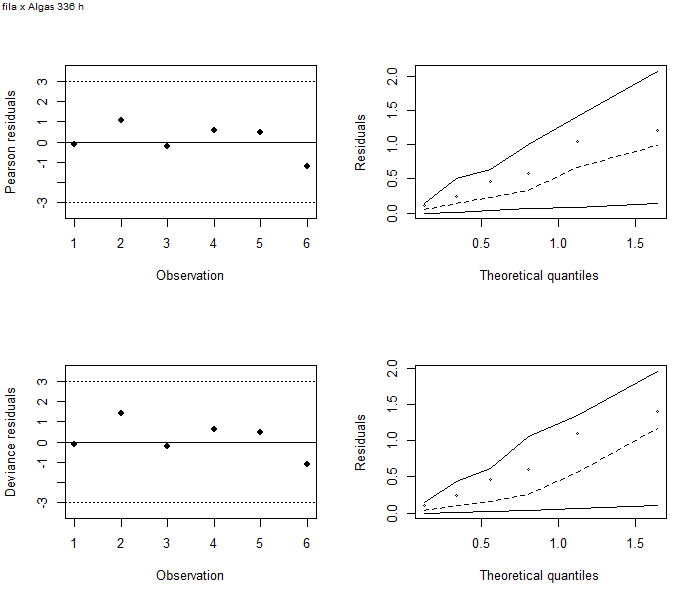 fila x Algas 336 h
Pearson residuals
3
2
1
0
-1
-3
1 2 3 4 5 6
Observation
Residuals
2.0
1.5
1.0
0.5
0.0
0.5 1.0 1.5
Theoretical quantiles
Deviance residuals
3
2
1
0
-1
-3
1 2 3 4 5 6
Observation
Residuals
2.0
1.5
1.0
0.5
0.0
0.5 1.0 1.5
Theoretical quantiles